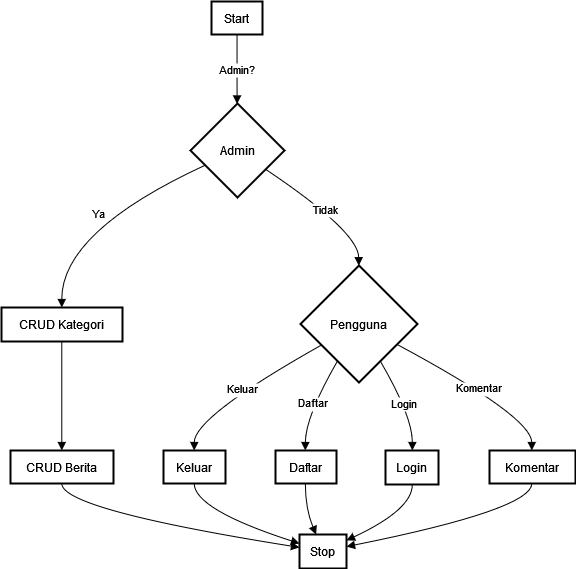 Start
Admin?
Admin
Ya
Tidak
CRUD Kategori
Pengguna
Keluar
Daftar
Login
Komentar
CRUD Berita
Keluar
Daftar
Login
Komentar
Stop